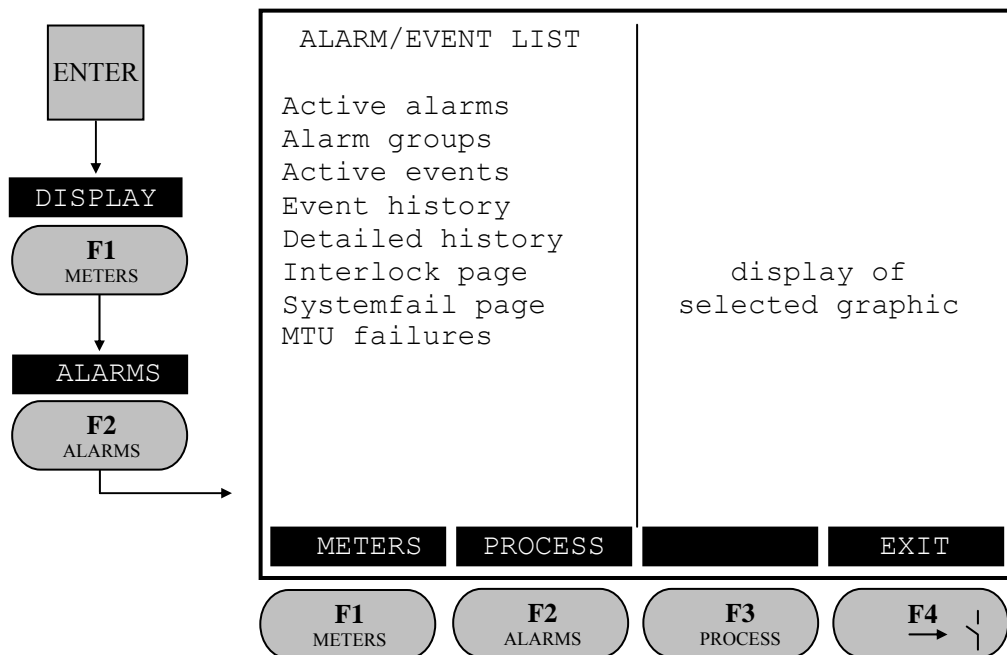 ENTER
DISPLAY
F1
METERS
ALARMS
F2
ALARMS
ALARM/EVENT LIST
Active alarms
Alarm groups
Active events
Event history
Detailed history
Interlock page
Systemfail page
MTU failures
display of
selected graphic
METERS PROCESS EXIT
F1 F2 F3 F4
METERS ALARMS PROCESS